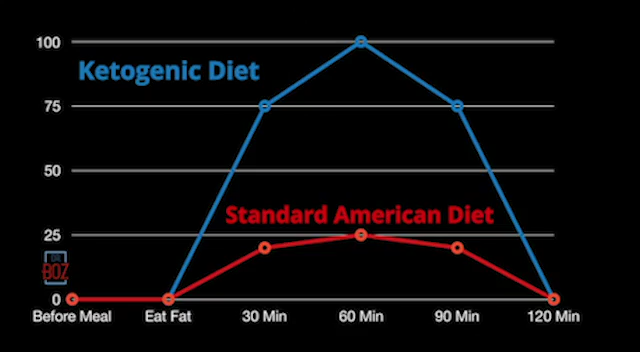 100
Ketogenic Diet
75
50
Standard American Diet
25
DR
BOZ
0
Before Meal Eat Fat 30 Min 60 Min 90 Min 120 Min